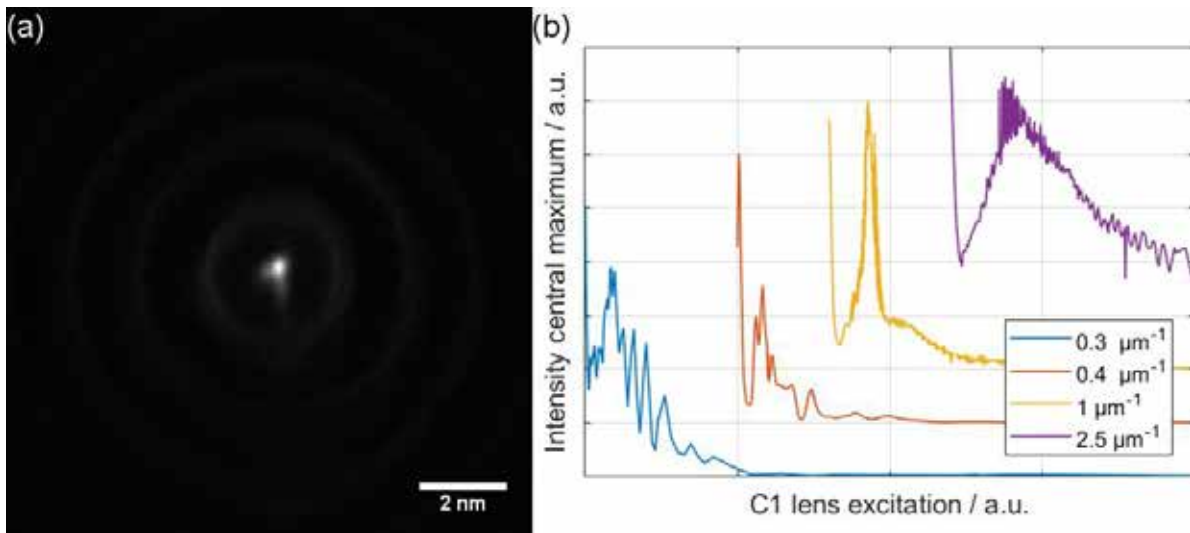 (a)
2 nm
(b)
Intensity central maximum / a.u.
C1 lens excitation / a.u.
0.3 µm⁻¹
0.4 µm⁻¹
1 µm⁻¹
2.5 µm⁻¹